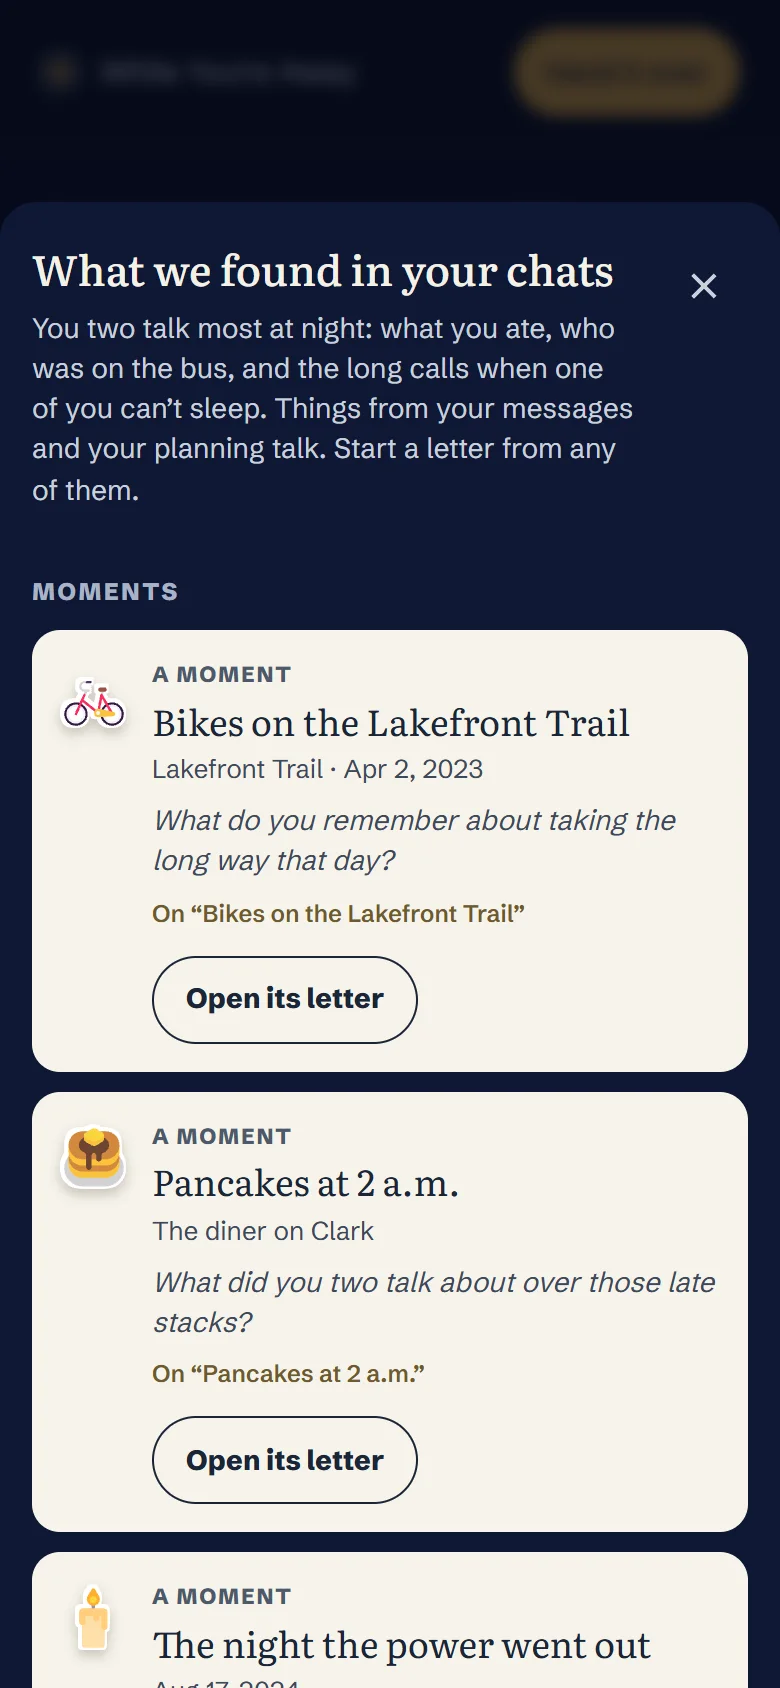 What we found in your chats
You two talk most at night: what you ate, who
was on the bus, and the long calls when one
of you can’t sleep. Things from your messages
and your planning talk. Start a letter from any
of them.
MOMENTS
A MOMENT
Bikes on the Lakefront Trail
Lakefront Trail · Apr 2, 2023
What do you remember about taking the
long way that day?
On “Bikes on the Lakefront Trail”
Open its letter
A MOMENT
Pancakes at 2 a.m.
The diner on Clark
What did you two talk about over those late
stacks?
On “Pancakes at 2 a.m.”
Open its letter
A MOMENT
The night the power went out
Aug 17, 2024